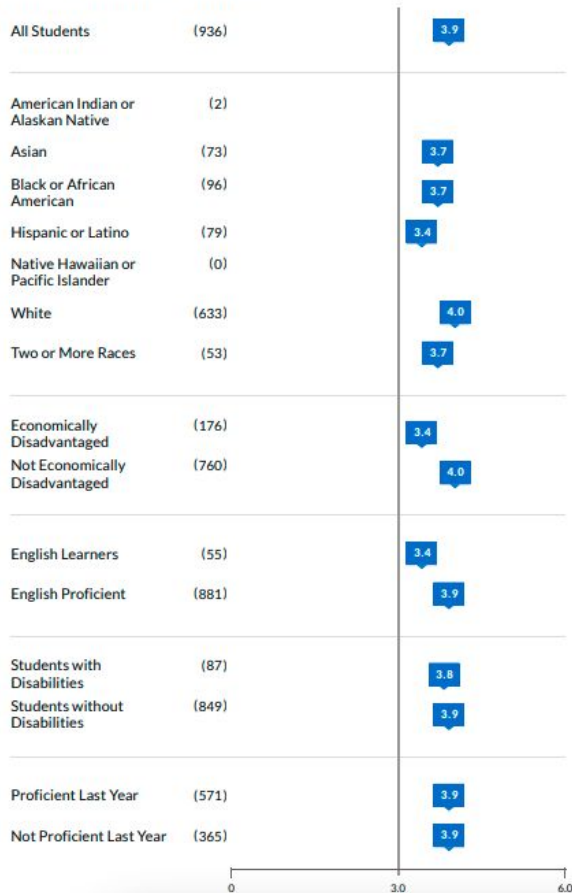 All Students (936) 3.9
American Indian or
Alaskan Native (2)
Asian (73) 3.7
Black or African
American (96) 3.7
Hispanic or Latino (79) 3.4
Native Hawaiian or
Pacific Islander (0)
White (633) 4.0
Two or More Races (53) 3.7
Economically
Disadvantaged (176) 3.4
Not Economically
Disadvantaged (760) 4.0
English Learners (55) 3.4
English Proficient (881) 3.9
Students with
Disabilities (87) 3.8
Students without
Disabilities (849) 3.9
Proficient Last Year (571) 3.9
Not Proficient Last Year (365) 3.9
0 3.0 6.0